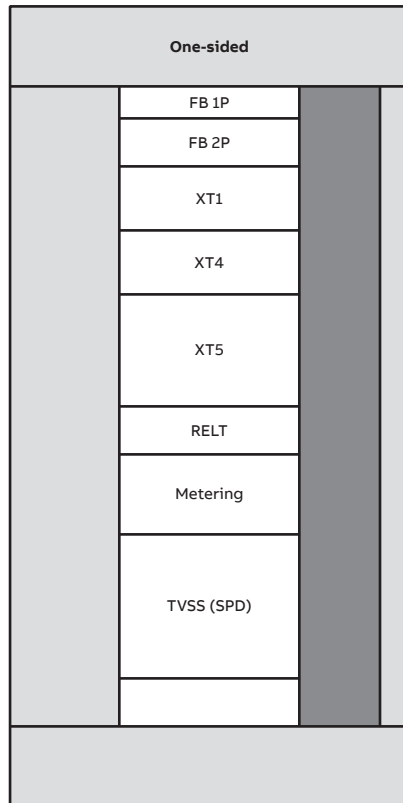 One-sided
FB 1P
FB 2P
XT1
XT4
XT5
RELT
Metering
TVSS (SPD)